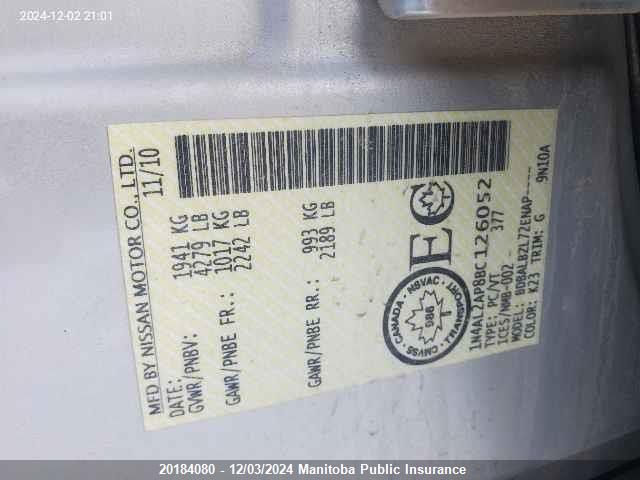 2024-12-02 21:01
MFD BY NISSAN MOTOR CO., LTD.
DATE: 11/10
GVWR/PNBV: 1941 KG
4279 LB
GAWR/PNBE FR.: 1017 KG
2242 LB
GAWR/PNBE RR.: 993 KG
2189 LB
EC
CANADA NSVAC TRANSPORT CMVSS
986
T
1N4AL2AP8BC126052
TYPE: PC/VT 377
ICES/NMB-002
MODEL: BDBALBZL72ENAP-----
COLOR: K23 TRIM: G 9N10A
20184080 - 12/03/2024 Manitoba Public Insurance